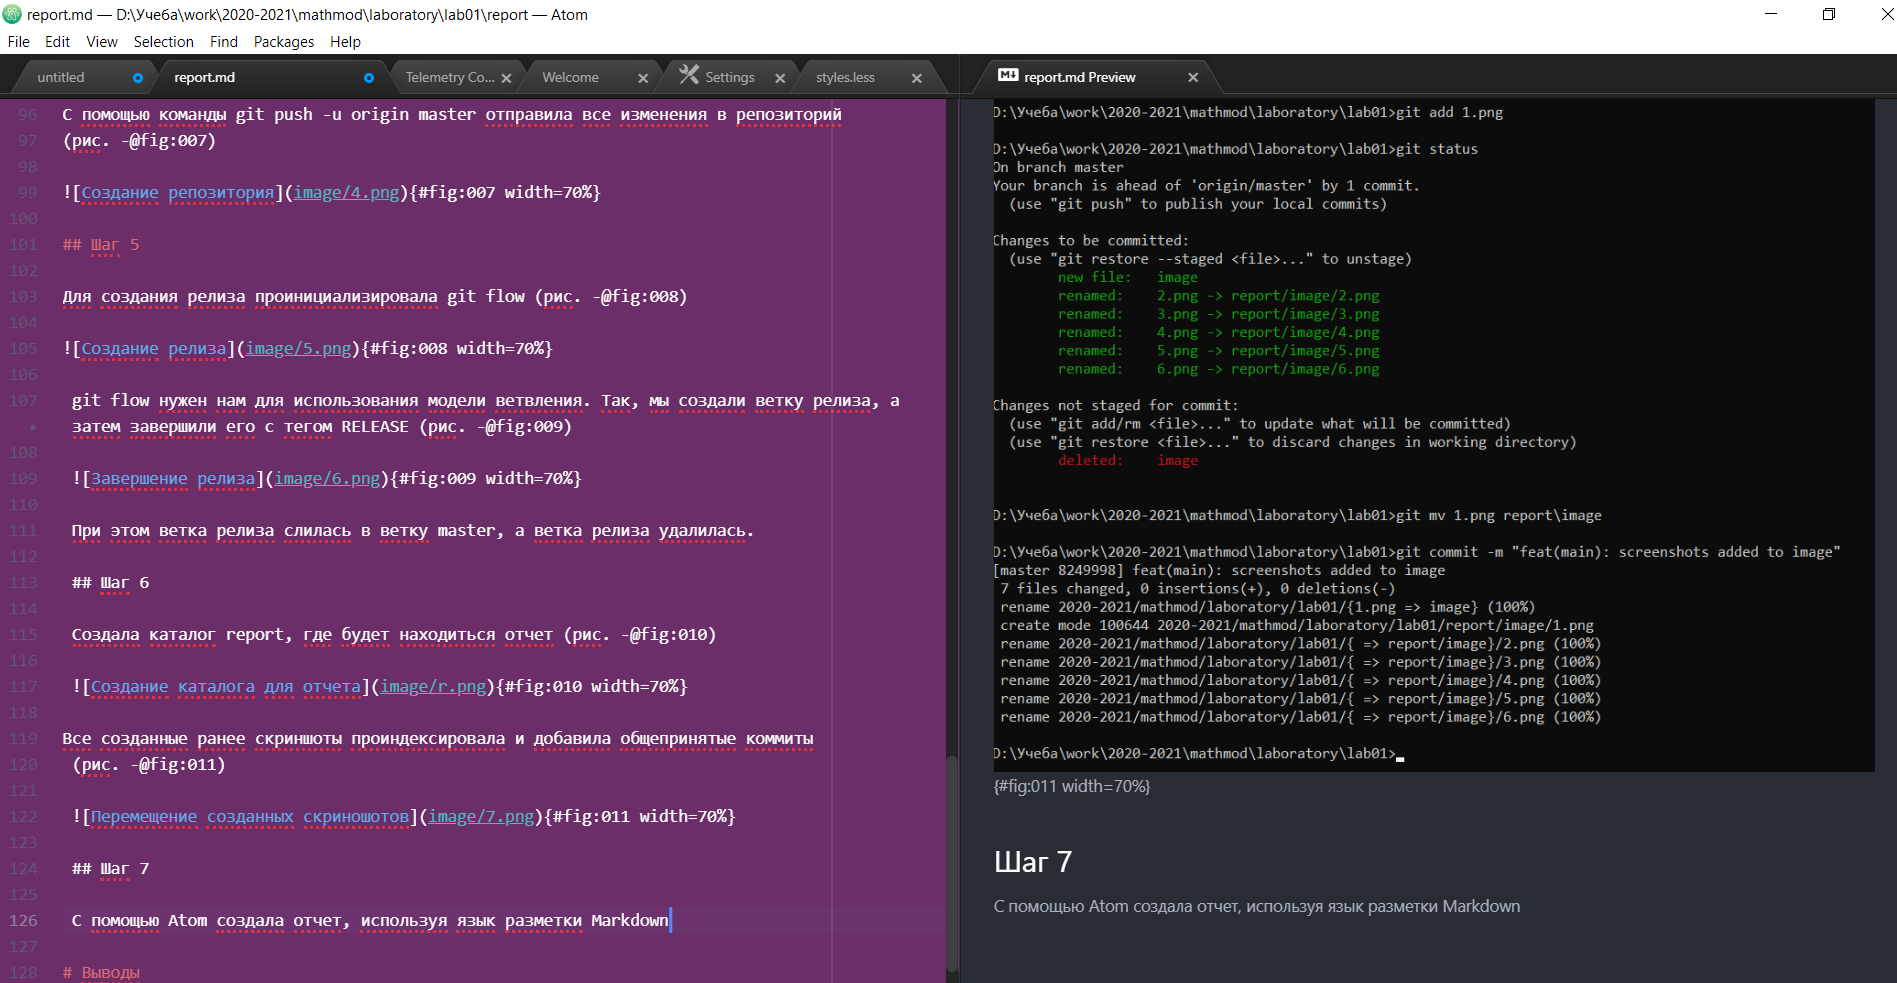 report.md — D:\Учеба\work\2020-2021\mathmod\laboratory\lab01\report — Atom
File Edit View Selection Find Packages Help
untitled report.md Telemetry Co... Welcome Settings styles.less
96 С помощью команды git push -u origin master отправила все изменения в репозиторий
97 (рис. -@fig:007)
98
99 ![Создание репозитория](image/4.png){#fig:007 width=70%}
100
101 ## Шаг 5
102
103 Для создания релиза проинициализировала git flow (рис. -@fig:008)
104
105 ![Создание релиза](image/5.png){#fig:008 width=70%}
106
107 git flow нужен нам для использования модели ветвления. Так, мы создали ветку релиза, а
• затем завершили его с тегом RELEASE (рис. -@fig:009)
108
109 ![Завершение релиза](image/6.png){#fig:009 width=70%}
110
111 При этом ветка релиза слилась в ветку master, а ветка релиза удалилась.
112
113 ## Шаг 6
114
115 Создала каталог report, где будет находиться отчет (рис. -@fig:010)
116
117 ![Создание каталога для отчета](image/r.png){#fig:010 width=70%}
118
119 Все созданные ранее скриншоты проиндексировала и добавила общепринятые коммиты
120 (рис. -@fig:011)
121
122 ![Перемещение созданных скриношотов](image/7.png){#fig:011 width=70%}
123
124 ## Шаг 7
125
126 С помощью Atom создала отчет, используя язык разметки Markdown
127
128 # Выводы
M↓ report.md Preview
D:\Учеба\work\2020-2021\mathmod\laboratory\lab01>git add 1.png
D:\Учеба\work\2020-2021\mathmod\laboratory\lab01>git status
On branch master
Your branch is ahead of 'origin/master' by 1 commit.
(use "git push" to publish your local commits)
Changes to be committed:
(use "git restore --staged <file>..." to unstage)
new file: image
renamed: 2.png -> report/image/2.png
renamed: 3.png -> report/image/3.png
renamed: 4.png -> report/image/4.png
renamed: 5.png -> report/image/5.png
renamed: 6.png -> report/image/6.png
Changes not staged for commit:
(use "git add/rm <file>..." to update what will be committed)
(use "git restore <file>..." to discard changes in working directory)
deleted: image
D:\Учеба\work\2020-2021\mathmod\laboratory\lab01>git mv 1.png report\image
D:\Учеба\work\2020-2021\mathmod\laboratory\lab01>git commit -m "feat(main): screenshots added to image"
[master 8249998] feat(main): screenshots added to image
7 files changed, 0 insertions(+), 0 deletions(-)
rename 2020-2021/mathmod/laboratory/lab01/{1.png => image} (100%)
create mode 100644 2020-2021/mathmod/laboratory/lab01/report/image/1.png
rename 2020-2021/mathmod/laboratory/lab01/{ => report/image}/2.png (100%)
rename 2020-2021/mathmod/laboratory/lab01/{ => report/image}/3.png (100%)
rename 2020-2021/mathmod/laboratory/lab01/{ => report/image}/4.png (100%)
rename 2020-2021/mathmod/laboratory/lab01/{ => report/image}/5.png (100%)
rename 2020-2021/mathmod/laboratory/lab01/{ => report/image}/6.png (100%)
D:\Учеба\work\2020-2021\mathmod\laboratory\lab01>
{#fig:011 width=70%}
Шаг 7
С помощью Atom создала отчет, используя язык разметки Markdown